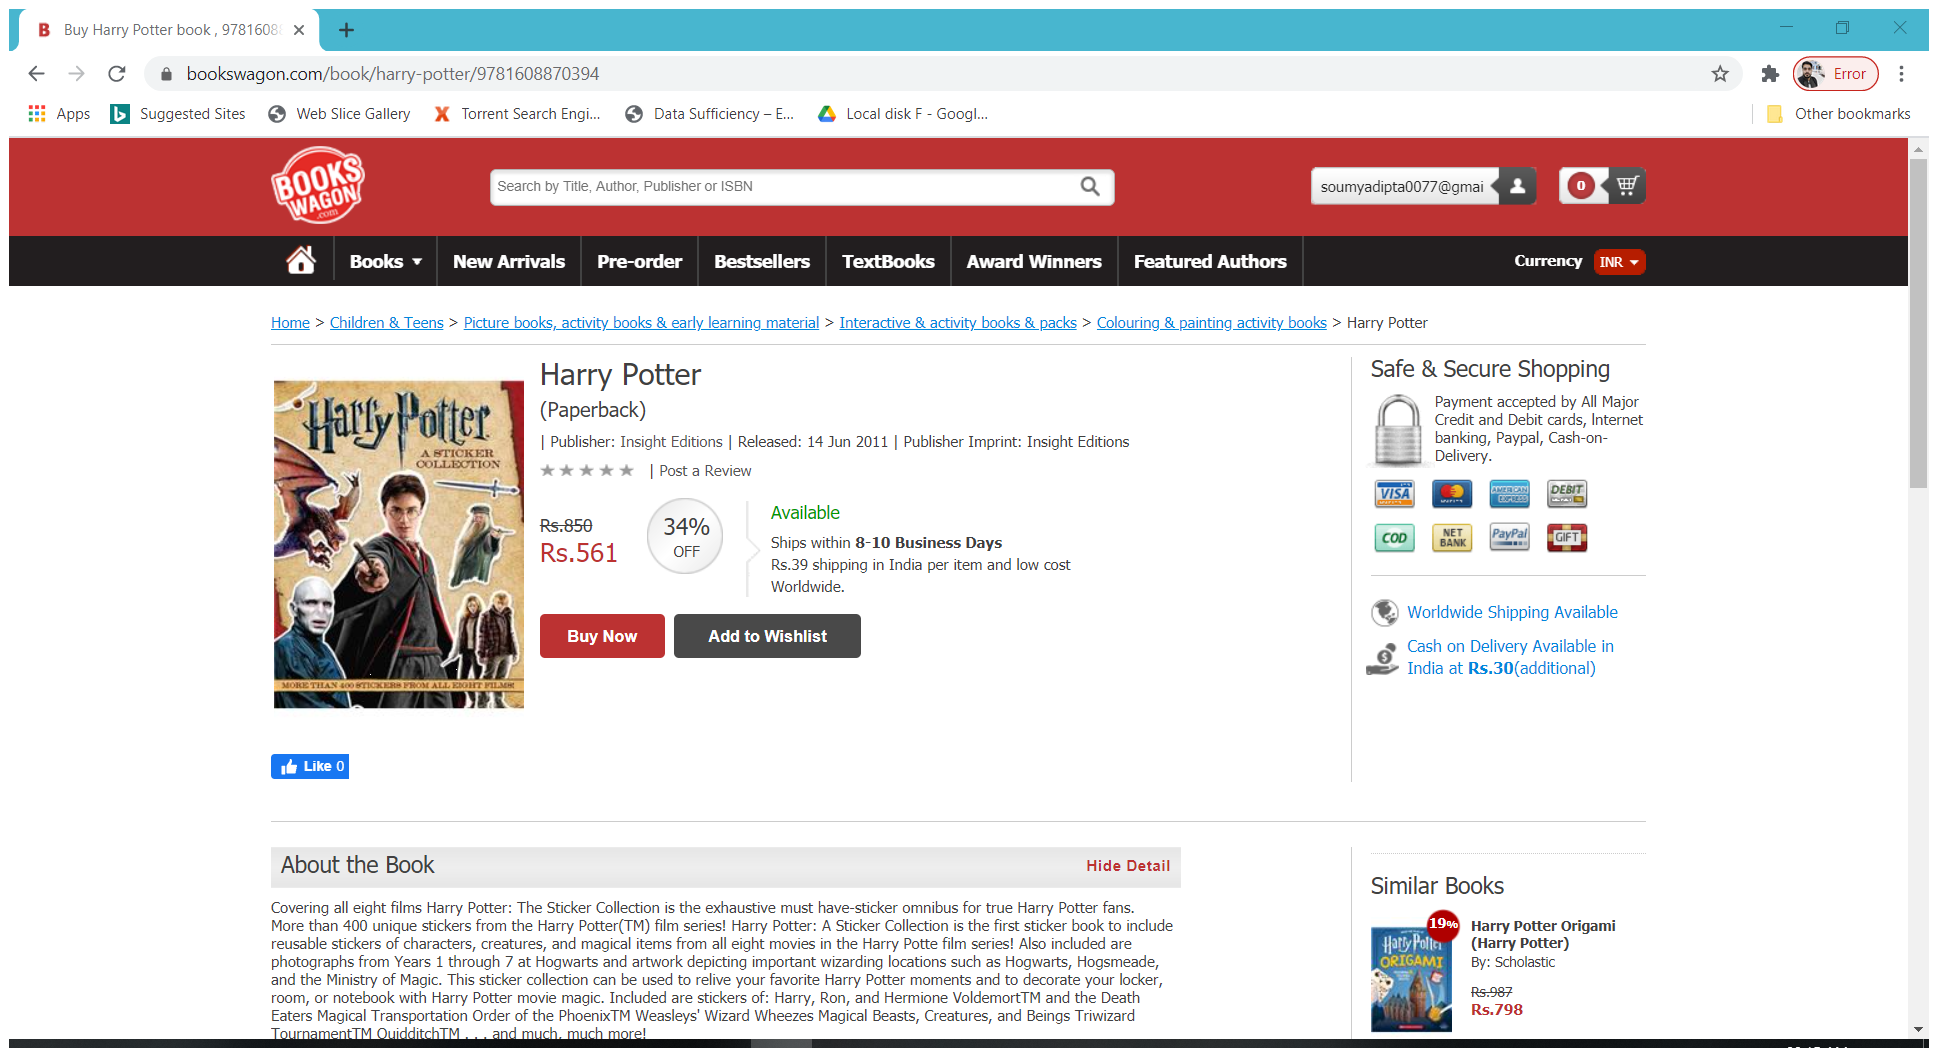 Buy Harry Potter book , 9781608
bookswagon.com/book/harry-potter/9781608870394
Error
Apps
Suggested Sites
Web Slice Gallery
Torrent Search Engi...
Data Sufficiency – E...
Local disk F - Googl...
Other bookmarks
BOOKS
WAGON
.com
Search by Title, Author, Publisher or ISBN
soumyadipta0077@gmai
0
Books
New Arrivals
Pre-order
Bestsellers
TextBooks
Award Winners
Featured Authors
Currency
INR
Home > Children & Teens > Picture books, activity books & early learning material > Interactive & activity books & packs > Colouring & painting activity books > Harry Potter
Harry Potter
A STICKER
COLLECTION
MORE THAN 400 STICKERS FROM ALL EIGHT FILMS!
Harry Potter
(Paperback)
| Publisher: Insight Editions | Released: 14 Jun 2011 | Publisher Imprint: Insight Editions
| Post a Review
Rs.850
Rs.561
34%
OFF
Available
Ships within 8-10 Business Days
Rs.39 shipping in India per item and low cost
Worldwide.
Buy Now
Add to Wishlist
Safe & Secure Shopping
Payment accepted by All Major
Credit and Debit cards, Internet
banking, Paypal, Cash-on-
Delivery.
VISA
AMERICAN
EXPRESS
DEBIT
COD
NET
BANK
PayPal
GIFT
Worldwide Shipping Available
Cash on Delivery Available in
India at Rs.30(additional)
Like 0
About the Book
Hide Detail
Covering all eight films Harry Potter: The Sticker Collection is the exhaustive must have-sticker omnibus for true Harry Potter fans.
More than 400 unique stickers from the Harry Potter(TM) film series! Harry Potter: A Sticker Collection is the first sticker book to include
reusable stickers of characters, creatures, and magical items from all eight movies in the Harry Potte film series! Also included are
photographs from Years 1 through 7 at Hogwarts and artwork depicting important wizarding locations such as Hogwarts, Hogsmeade,
and the Ministry of Magic. This sticker collection can be used to relive your favorite Harry Potter moments and to decorate your locker,
room, or notebook with Harry Potter movie magic. Included are stickers of: Harry, Ron, and Hermione VoldemortTM and the Death
Eaters Magical Transportation Order of the PhoenixTM Weasleys' Wizard Wheezes Magical Beasts, Creatures, and Beings Triwizard
TournamentTM QuidditchTM . . . and much, much more!
Similar Books
19%
Harry Potter
ORIGAMI
Harry Potter Origami
(Harry Potter)
By: Scholastic
Rs.987
Rs.798